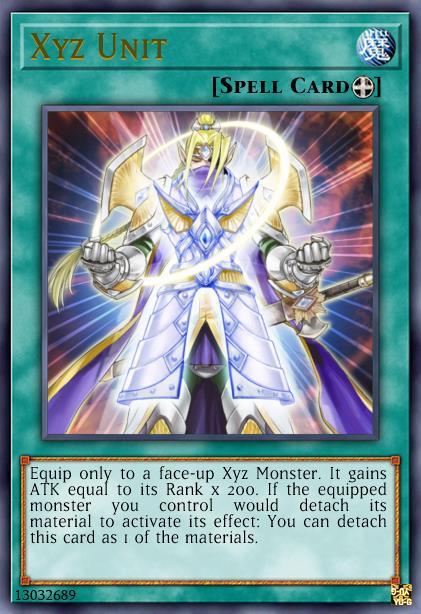 Xyz Unit
魔
[Spell Card]
Equip only to a face-up Xyz Monster. It gains
ATK equal to its Rank x 200. If the equipped
monster you control would detach its
material to activate its effect: You can detach
this card as 1 of the materials.
13032689